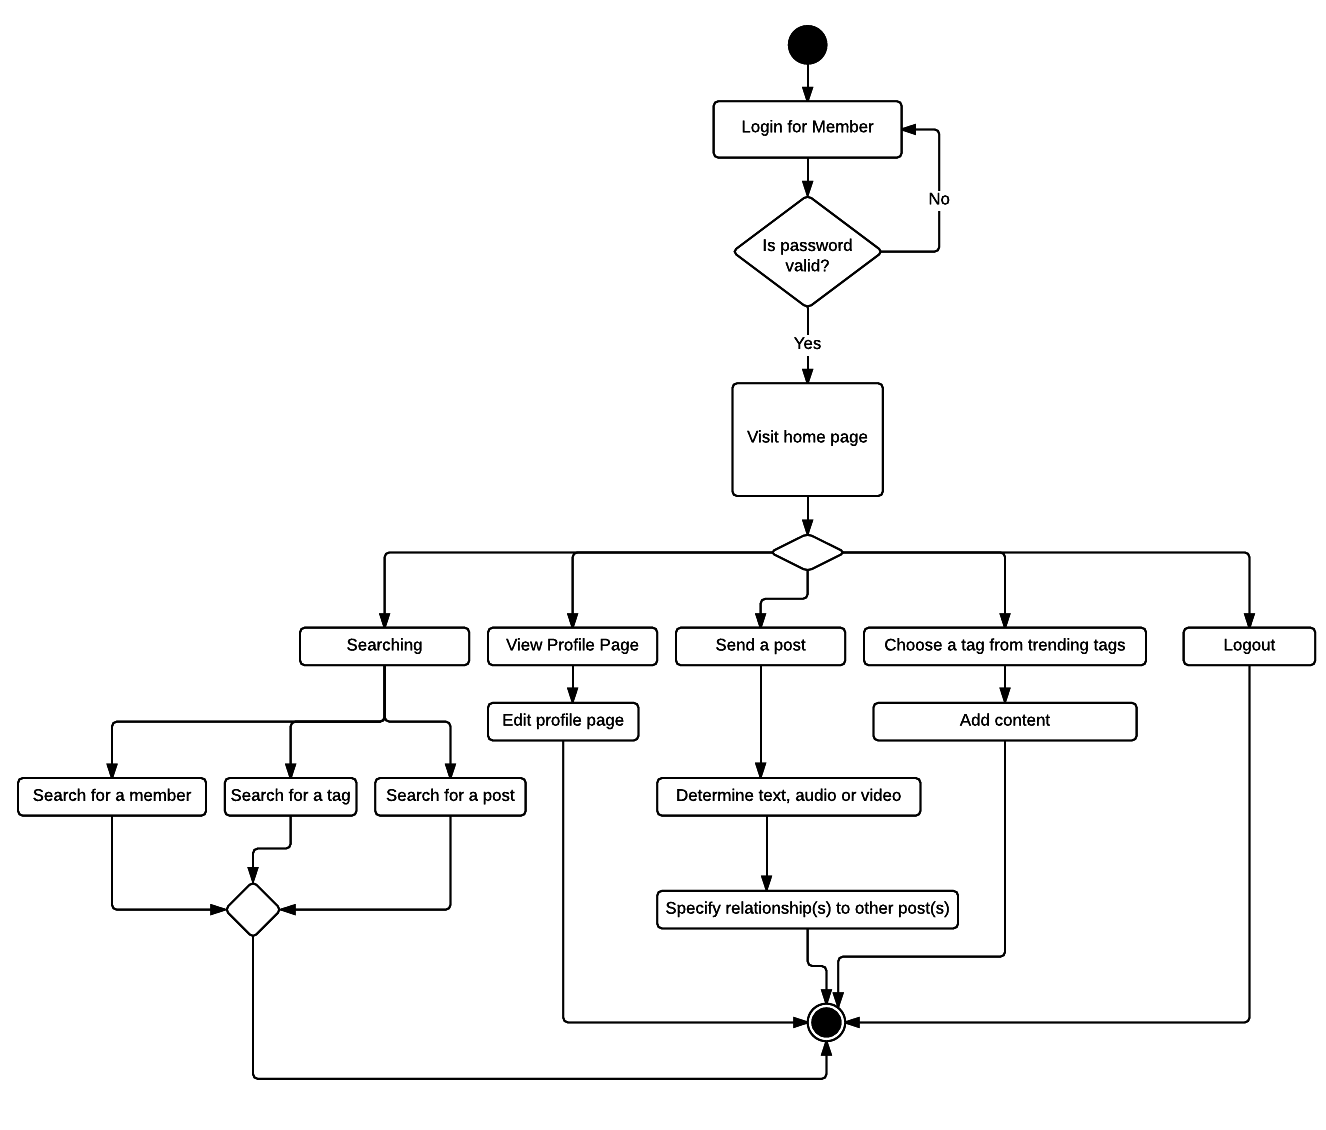 Login for Member
No
Is password
valid?
Yes
Visit home page
Searching
View Profile Page
Send a post
Choose a tag from trending tags
Logout
Edit profile page
Add content
Search for a member
Search for a tag
Search for a post
Determine text, audio or video
Specify relationship(s) to other post(s)